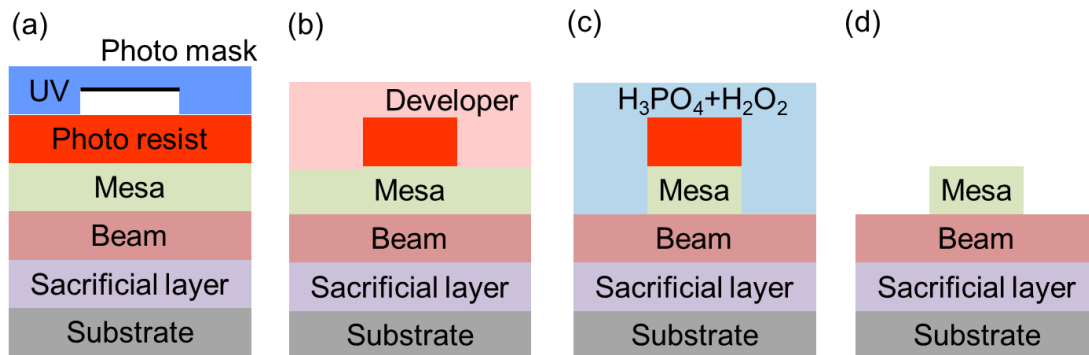 (a)
Photo mask
UV
Photo resist
Mesa
Beam
Sacrificial layer
Substrate
(b)
Developer
Mesa
Beam
Sacrificial layer
Substrate
(c)
H₃PO₄+H₂O₂
Mesa
Beam
Sacrificial layer
Substrate
(d)
Mesa
Beam
Sacrificial layer
Substrate